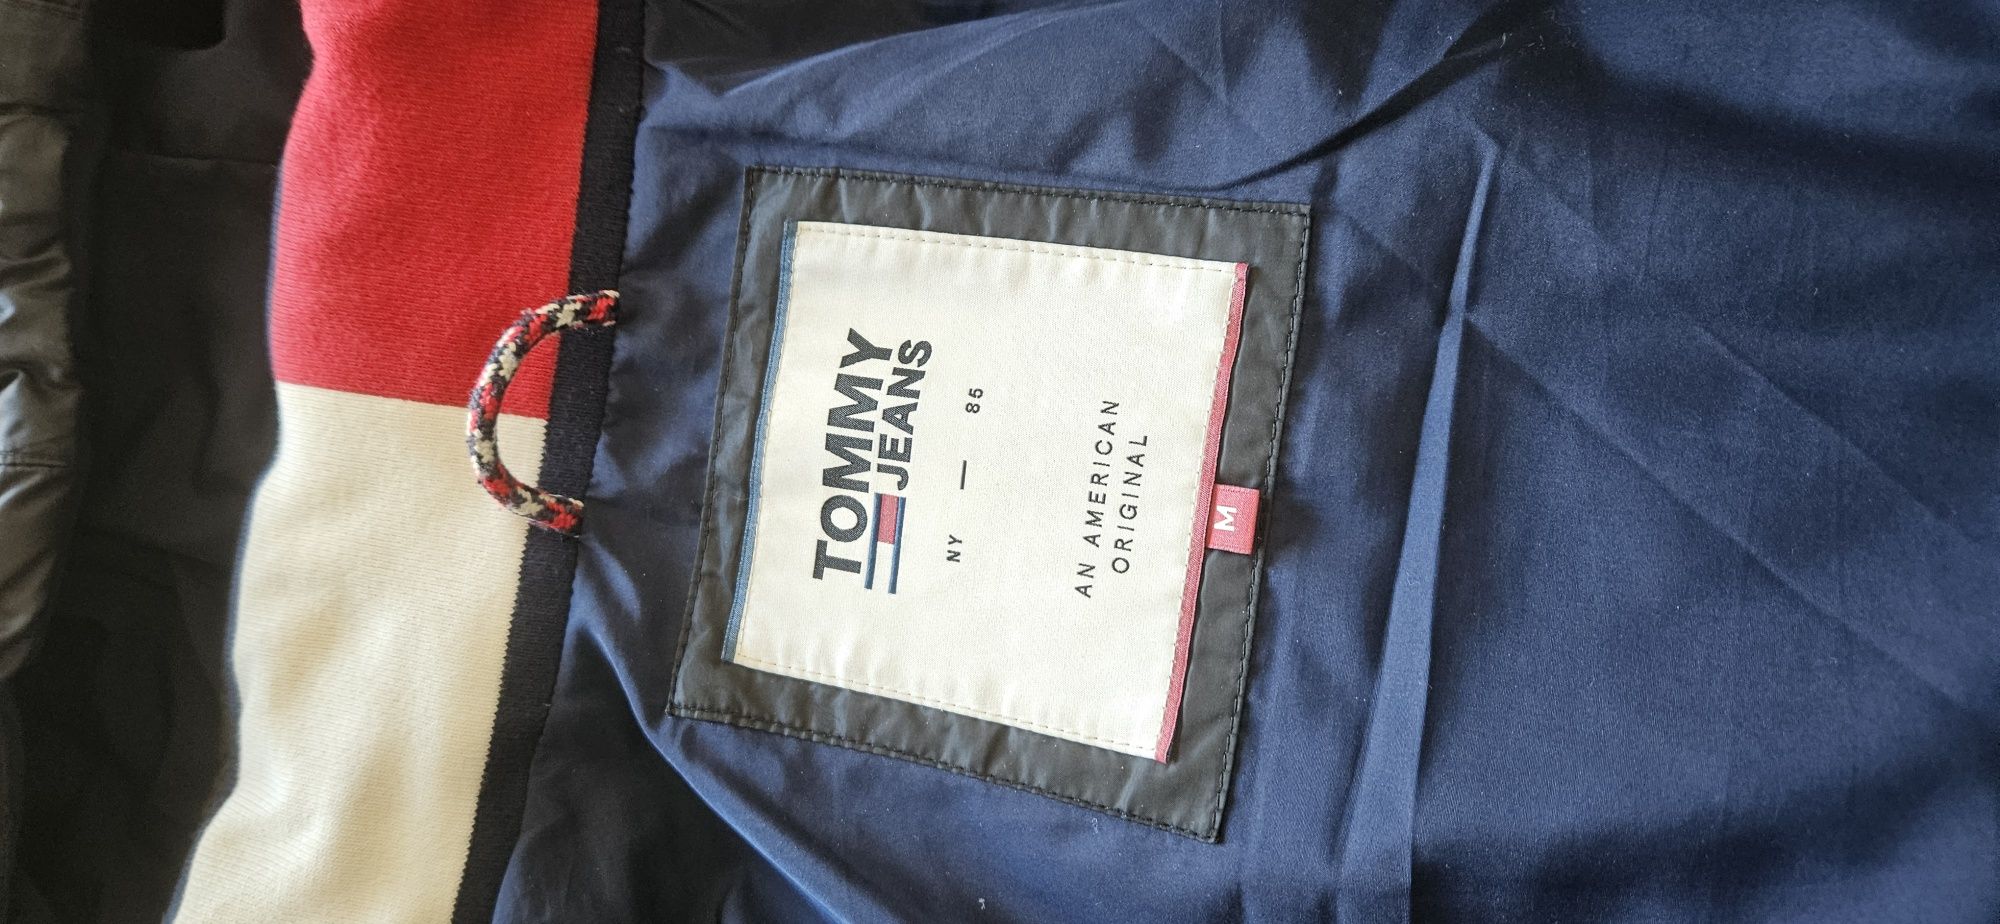 TOMMY
JEANS
NY — 85
AN AMERICAN
ORIGINAL
M